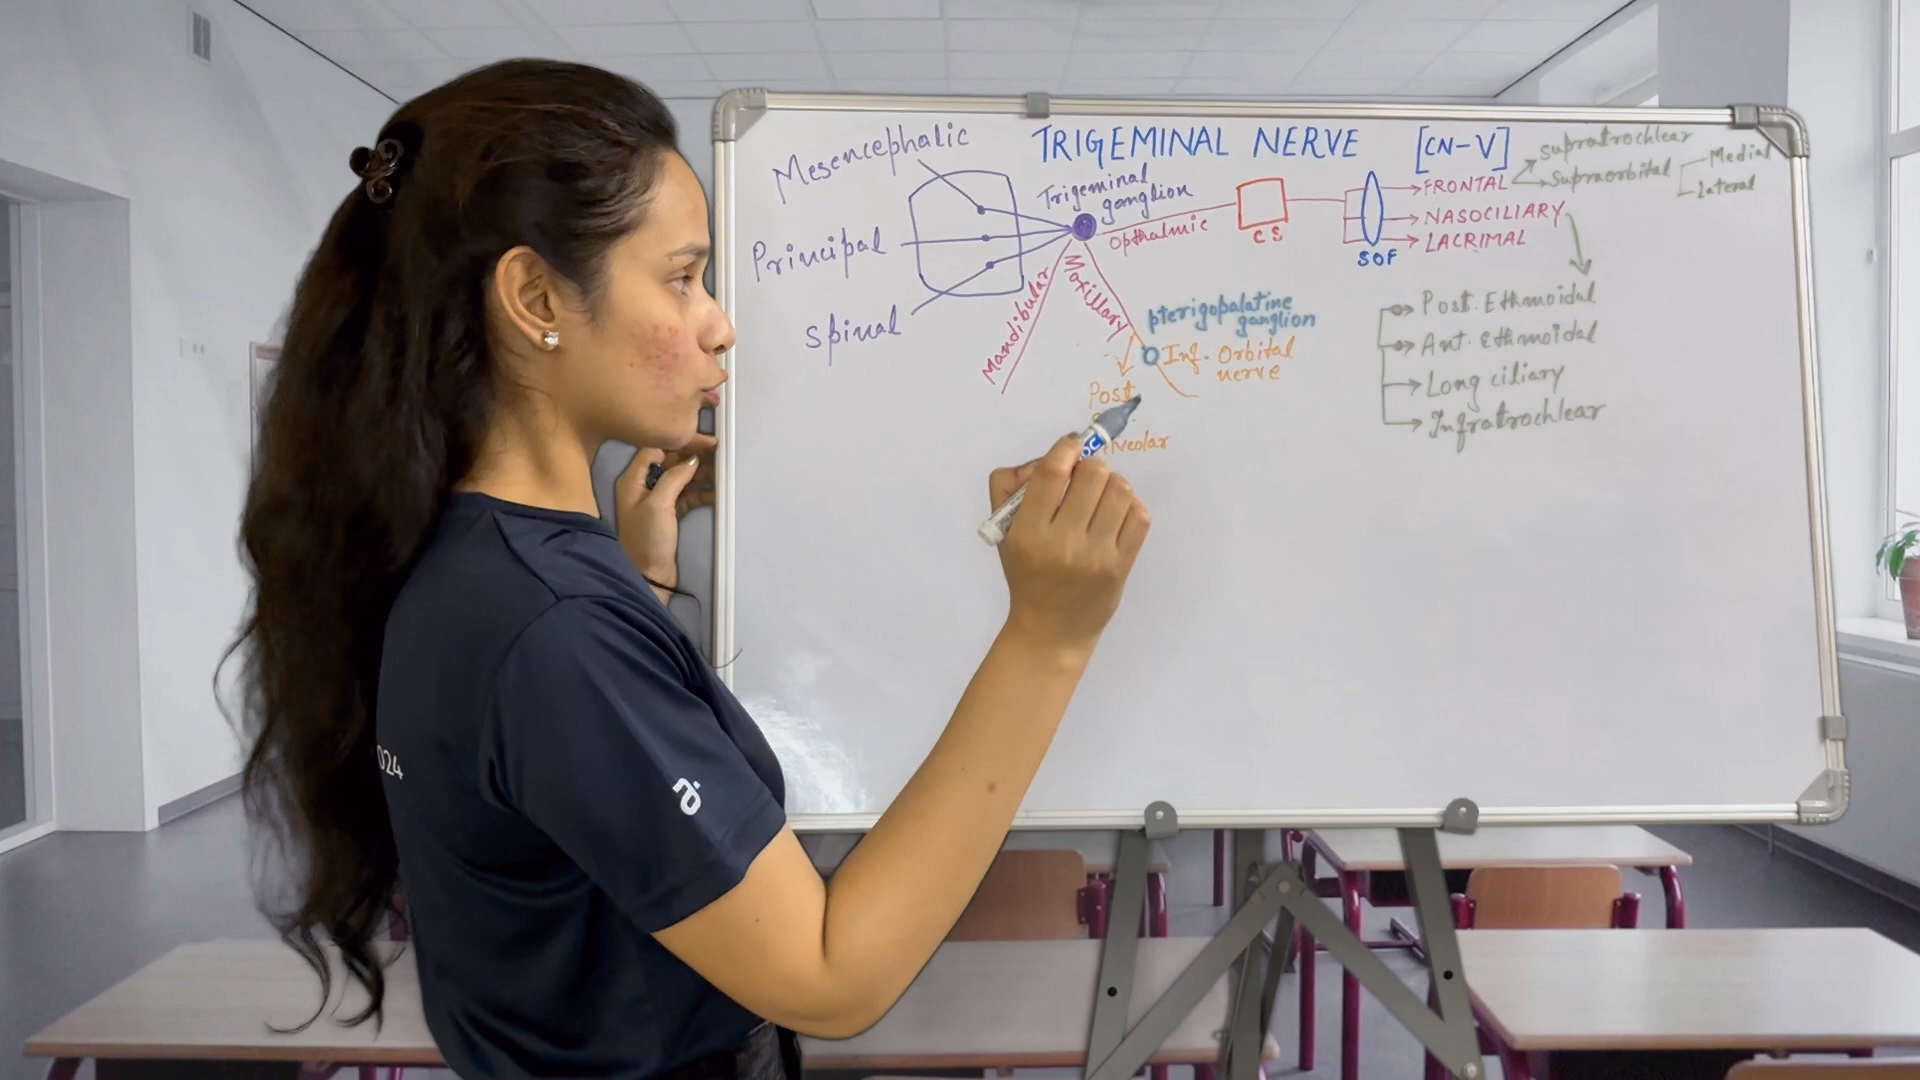 TRIGEMINAL NERVE [CN-V]
Mesencephalic
Principal
Spinal
Trigeminal
ganglion
Opthalmic
Maxillary
Mandibular
CS
SOF
FRONTAL
NASOCILIARY
LACRIMAL
Supratrochlear
Supraorbital
Medial
Lateral
Post. Ethmoidal
Ant. Ethmoidal
Long ciliary
Infratrochlear
pterigopalatine
ganglion
Inf. Orbital
nerve
Post
024